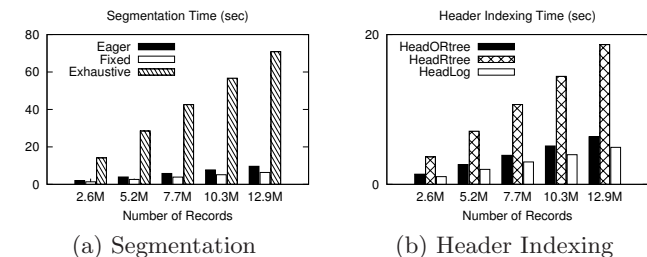 Segmentation Time (sec)
80
60
40
20
0
Eager
Fixed
Exhaustive
2.6M 5.2M 7.7M 10.3M 12.9M
Number of Records
(a) Segmentation
Header Indexing Time (sec)
20
10
0
HeadORtree
HeadRtree
HeadLog
2.6M 5.2M 7.7M 10.3M 12.9M
Number of Records
(b) Header Indexing